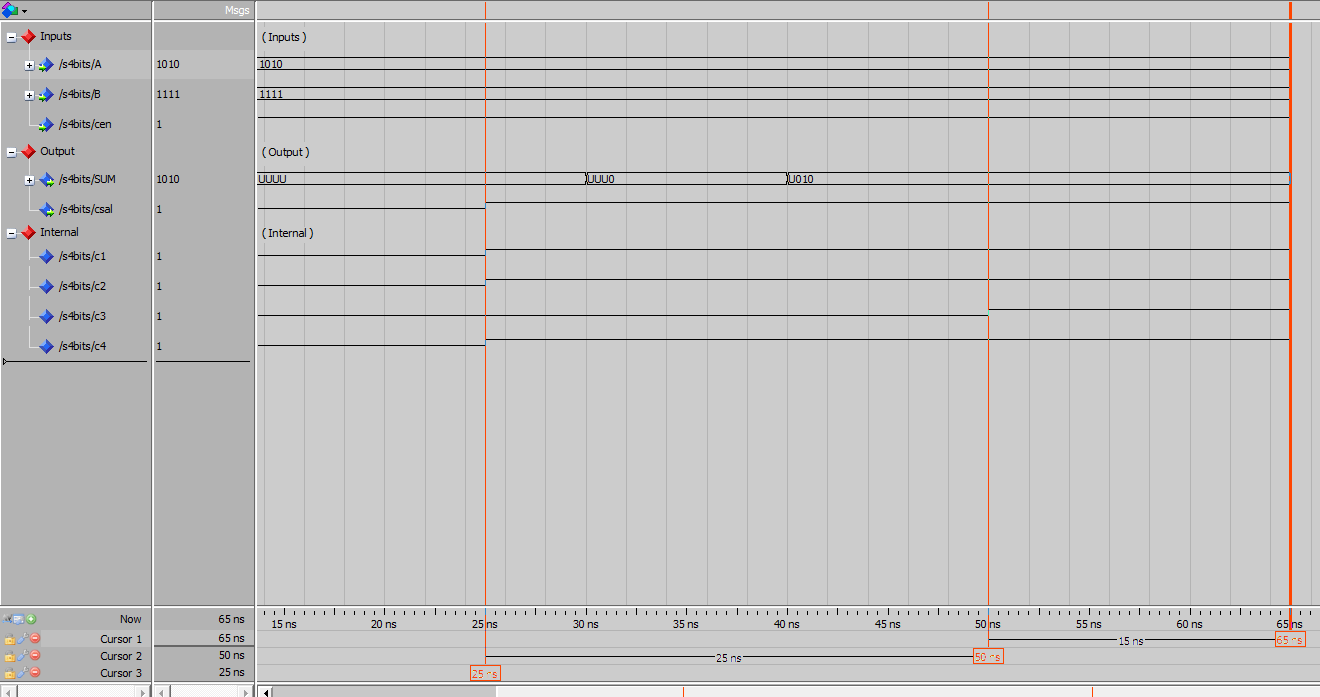 Msgs
Inputs ( Inputs )
/s4bits/A 1010 1010
/s4bits/B 1111 1111
/s4bits/cen 1
Output ( Output )
/s4bits/SUM 1010 UUUU UUU0 U010
/s4bits/csal 1
Internal ( Internal )
/s4bits/c1 1
/s4bits/c2 1
/s4bits/c3 1
/s4bits/c4 1
Now 65 ns 15 ns 20 ns 25 ns 30 ns 35 ns 40 ns 45 ns 50 ns 55 ns 60 ns 65 ns
Cursor 1 65 ns 15 ns 65 ns
Cursor 2 50 ns 25 ns 50 ns
Cursor 3 25 ns 25 ns